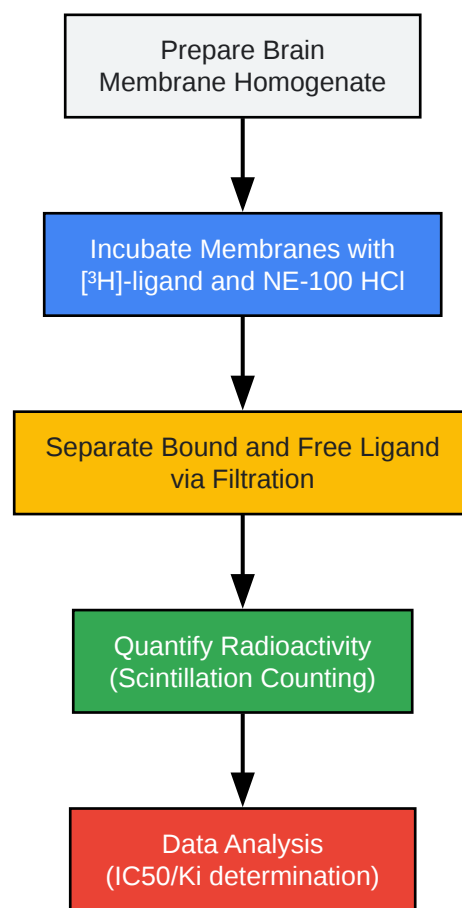 Prepare Brain
Membrane Homogenate
Incubate Membranes with
[³H]-ligand and NE-100 HCl
Separate Bound and Free Ligand
via Filtration
Quantify Radioactivity
(Scintillation Counting)
Data Analysis
(IC50/Ki determination)